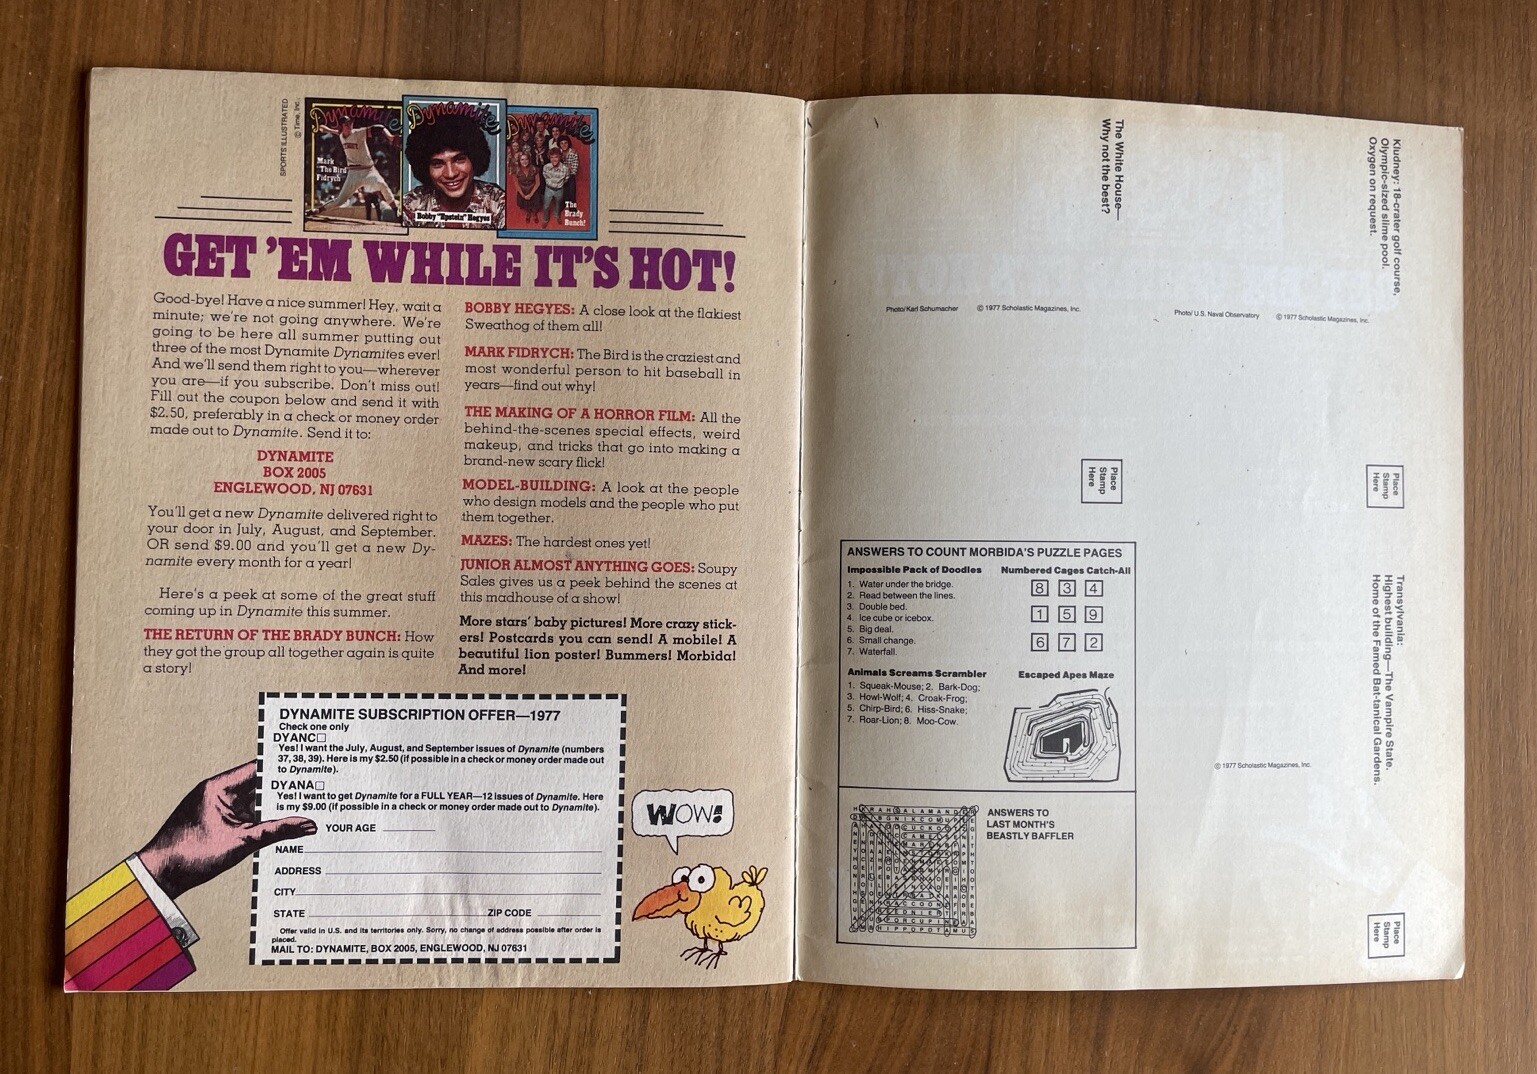 SPORTS ILLUSTRATED
© Time, Inc.
Dynamite
Mark
"The Bird"
Fidrych
Dynamite
Bobby "Epstein" Hegyes
Dynamite
The
Brady
Bunch!
GET 'EM WHILE IT'S HOT!
Good-bye! Have a nice summer! Hey, wait a
minute; we're not going anywhere. We're
going to be here all summer putting out
three of the most Dynamite Dynamites ever!
And we'll send them right to you—wherever
you are—if you subscribe. Don't miss out!
Fill out the coupon below and send it with
$2.50, preferably in a check or money order
made out to Dynamite. Send it to:
DYNAMITE
BOX 2005
ENGLEWOOD, NJ 07631
You'll get a new Dynamite delivered right to
your door in July, August, and September.
OR send $9.00 and you'll get a new Dy-
namite every month for a year!
Here's a peek at some of the great stuff
coming up in Dynamite this summer.
THE RETURN OF THE BRADY BUNCH: How
they got the group all together again is quite
a story!
BOBBY HEGYES: A close look at the flakiest
Sweathog of them all!
MARK FIDRYCH: The Bird is the craziest and
most wonderful person to hit baseball in
years—find out why!
THE MAKING OF A HORROR FILM: All the
behind-the-scenes special effects, weird
makeup, and tricks that go into making a
brand-new scary flick!
MODEL-BUILDING: A look at the people
who design models and the people who put
them together.
MAZES: The hardest ones yet!
JUNIOR ALMOST ANYTHING GOES: Soupy
Sales gives us a peek behind the scenes at
this madhouse of a show!
More stars' baby pictures! More crazy stick-
ers! Postcards you can send! A mobile! A
beautiful lion poster! Bummers! Morbida!
And more!
DYNAMITE SUBSCRIPTION OFFER—1977
Check one only
DYANC
Yes! I want the July, August, and September issues of Dynamite (numbers
37, 38, 39). Here is my $2.50 (if possible in a check or money order made out
to Dynamite).
DYANA
Yes! I want to get Dynamite for a FULL YEAR—12 issues of Dynamite. Here
is my $9.00 (if possible in a check or money order made out to Dynamite).
YOUR AGE
NAME
ADDRESS
CITY
STATE ZIP CODE
Offer valid in U.S. and its territories only. Sorry, no change of address possible after order is
placed.
MAIL TO: DYNAMITE, BOX 2005, ENGLEWOOD, NJ 07631
WOW!
The White House—
Why not the best?
Photo/Karl Schumacher © 1977 Scholastic Magazines, Inc.
Place
Stamp
Here
Kludney: 18-crater golf course,
Olympic-sized slime pool.
Oxygen on request.
Photo/ U.S. Naval Observatory © 1977 Scholastic Magazines, Inc.
Place
Stamp
Here
ANSWERS TO COUNT MORBIDA'S PUZZLE PAGES
Impossible Pack of Doodles
1. Water under the bridge.
2. Read between the lines.
3. Double bed.
4. Ice cube or icebox.
5. Big deal.
6. Small change.
7. Waterfall.
Numbered Cages Catch-All
8 3 4
1 5 9
6 7 2
Animals Screams Scrambler
1. Squeak-Mouse; 2. Bark-Dog;
3. Howl-Wolf; 4. Croak-Frog;
5. Chirp-Bird; 6. Hiss-Snake;
7. Roar-Lion; 8. Moo-Cow.
Escaped Apes Maze
ANSWERS TO
LAST MONTH'S
BEASTLY BAFFLER
Transylvania:
Highest building—The Vampire State.
Home of the Famed Bat-tanical Gardens.
© 1977 Scholastic Magazines, Inc.
Place
Stamp
Here